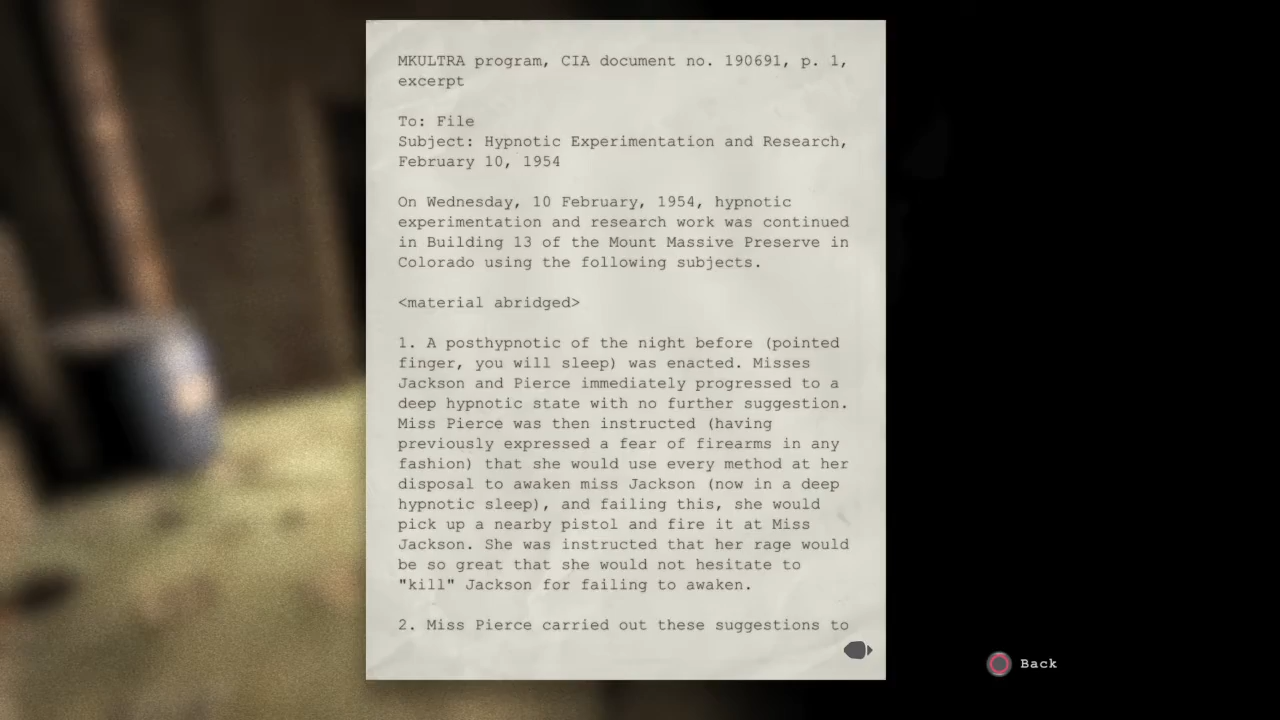 MKULTRA program, CIA document no. 190691, p. 1,
excerpt
To: File
Subject: Hypnotic Experimentation and Research,
February 10, 1954
On Wednesday, 10 February, 1954, hypnotic
experimentation and research work was continued
in Building 13 of the Mount Massive Preserve in
Colorado using the following subjects.
<material abridged>
1. A posthypnotic of the night before (pointed
finger, you will sleep) was enacted. Misses
Jackson and Pierce immediately progressed to a
deep hypnotic state with no further suggestion.
Miss Pierce was then instructed (having
previously expressed a fear of firearms in any
fashion) that she would use every method at her
disposal to awaken miss Jackson (now in a deep
hypnotic sleep), and failing this, she would
pick up a nearby pistol and fire it at Miss
Jackson. She was instructed that her rage would
be so great that she would not hesitate to
"kill" Jackson for failing to awaken.
2. Miss Pierce carried out these suggestions to
Back